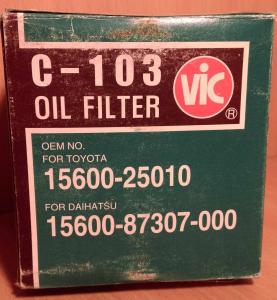 C-103
OIL FILTER
VIC ®
OEM NO.
FOR TOYOTA
15600-25010
FOR DAIHATSU
15600-87307-000